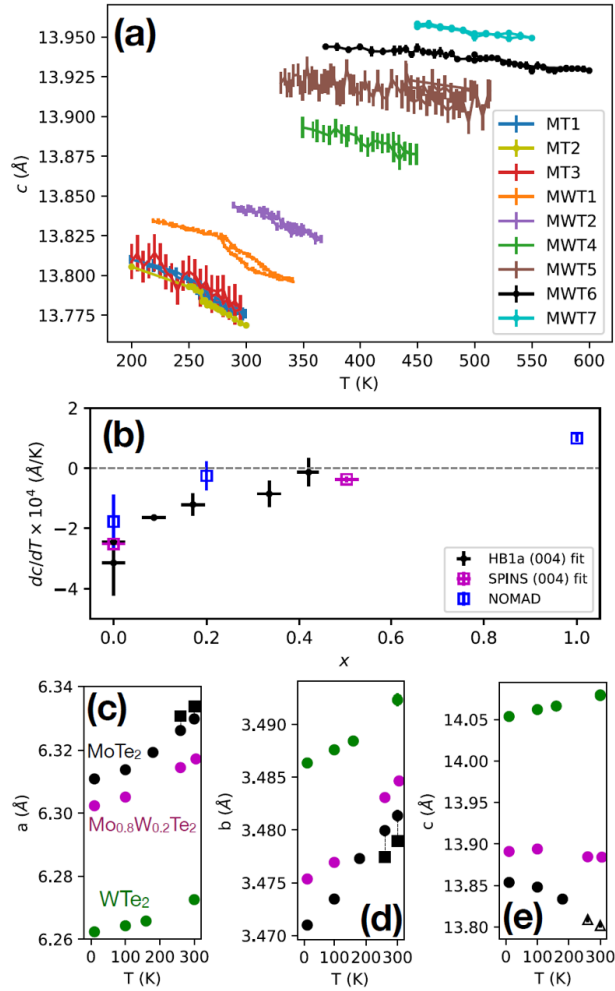 (a)
13.950
13.925
13.900
13.875
13.850
13.825
13.800
13.775
c (Å)
MT1
MT2
MT3
MWT1
MWT2
MWT4
MWT5
MWT6
MWT7
200 250 300 350 400 450 500 550 600
T (K)
(b)
2
0
−2
−4
dc/dT × 10⁴ (Å/K)
HB1a (004) fit
SPINS (004) fit
NOMAD
0.0 0.2 0.4 0.6 0.8 1.0
x
(c)
6.34
6.32
6.30
6.28
6.26
a (Å)
MoTe₂
Mo₀.₈W₀.₂Te₂
WTe₂
0 100 200 300
T (K)
3.490
3.485
3.480
3.475
3.470
b (Å)
(d)
0 100 200 300
T (K)
14.05
14.00
13.95
13.90
13.85
13.80
c (Å)
(e)
0 100 200 300
T (K)